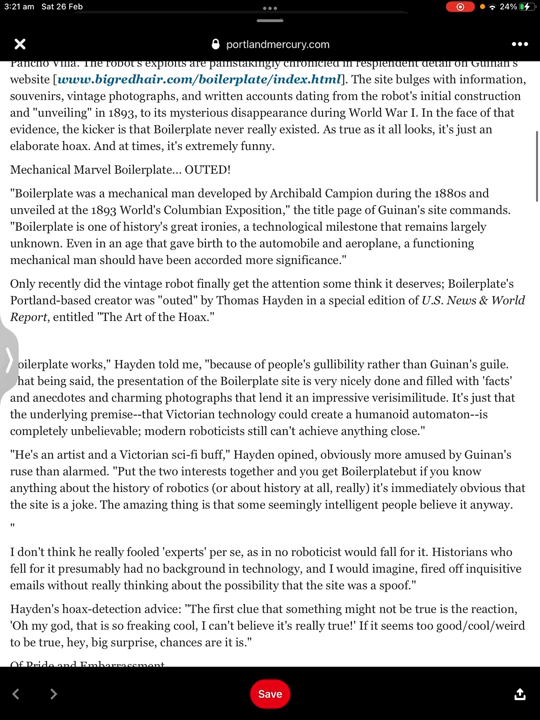 3:21 am Sat 26 Feb
24%
portlandmercury.com
Pancho Villa. The robot's exploits are painstakingly chronicled in resplendent detail on Guinan's
website [www.bigredhair.com/boilerplate/index.html]. The site bulges with information,
souvenirs, vintage photographs, and written accounts dating from the robot's initial construction
and "unveiling" in 1893, to its mysterious disappearance during World War I. In the face of that
evidence, the kicker is that Boilerplate never really existed. As true as it all looks, it's just an
elaborate hoax. And at times, it's extremely funny.
Mechanical Marvel Boilerplate... OUTED!
"Boilerplate was a mechanical man developed by Archibald Campion during the 1880s and
unveiled at the 1893 World's Columbian Exposition," the title page of Guinan's site commands.
"Boilerplate is one of history's great ironies, a technological milestone that remains largely
unknown. Even in an age that gave birth to the automobile and aeroplane, a functioning
mechanical man should have been accorded more significance."
Only recently did the vintage robot finally get the attention some think it deserves; Boilerplate's
Portland-based creator was "outed" by Thomas Hayden in a special edition of U.S. News & World
Report, entitled "The Art of the Hoax."
oilerplate works," Hayden told me, "because of people's gullibility rather than Guinan's guile.
hat being said, the presentation of the Boilerplate site is very nicely done and filled with 'facts'
and anecdotes and charming photographs that lend it an impressive verisimilitude. It's just that
the underlying premise--that Victorian technology could create a humanoid automaton--is
completely unbelievable; modern roboticists still can't achieve anything close."
"He's an artist and a Victorian sci-fi buff," Hayden opined, obviously more amused by Guinan's
ruse than alarmed. "Put the two interests together and you get Boilerplatebut if you know
anything about the history of robotics (or about history at all, really) it's immediately obvious that
the site is a joke. The amazing thing is that some seemingly intelligent people believe it anyway.
"
I don't think he really fooled 'experts' per se, as in no roboticist would fall for it. Historians who
fell for it presumably had no background in technology, and I would imagine, fired off inquisitive
emails without really thinking about the possibility that the site was a spoof."
Hayden's hoax-detection advice: "The first clue that something might not be true is the reaction,
'Oh my god, that is so freaking cool, I can't believe it's really true!' If it seems too good/cool/weird
to be true, hey, big surprise, chances are it is."
Of Pride and Embarrassment
Save